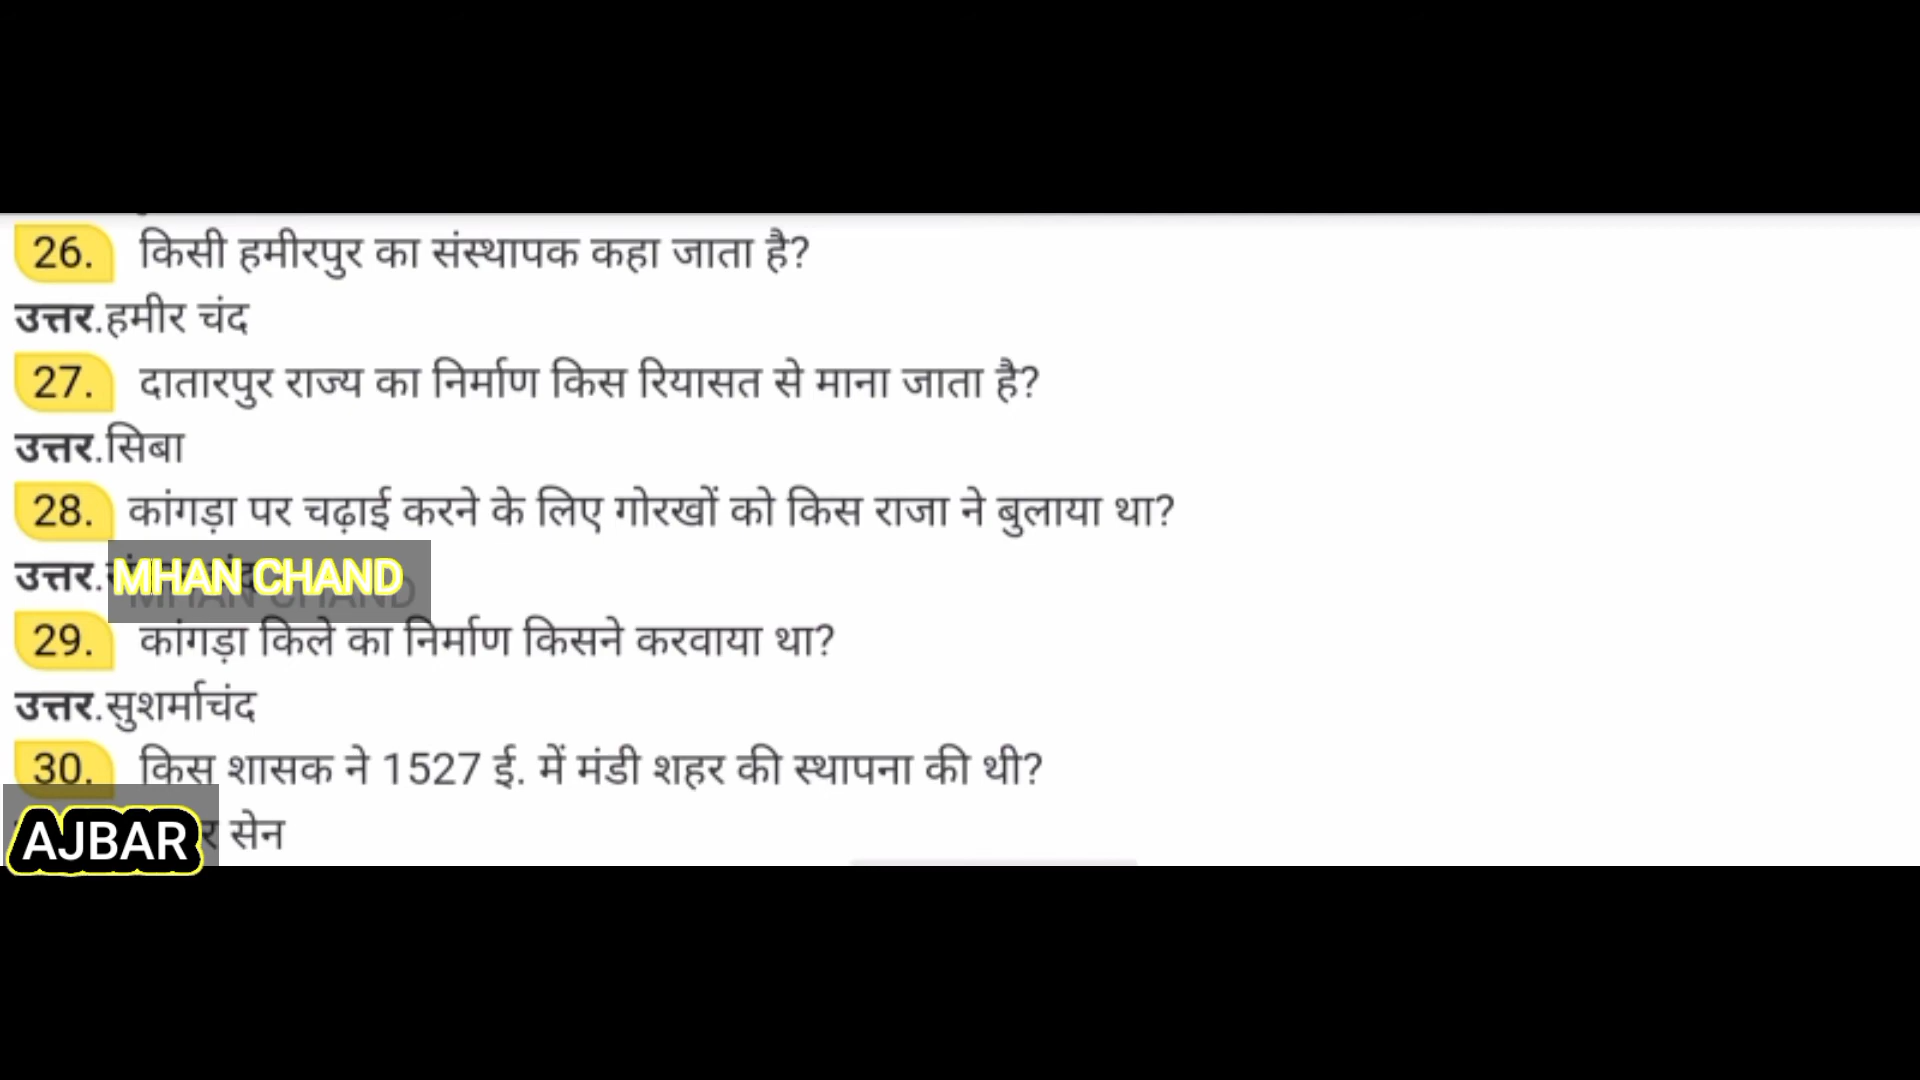 26. किसी हमीरपुर का संस्थापक कहा जाता है?
उत्तर.हमीर चंद
27. दातारपुर राज्य का निर्माण किस रियासत से माना जाता है?
उत्तर.सिबा
28. कांगड़ा पर चढ़ाई करने के लिए गोरखों को किस राजा ने बुलाया था?
उत्तर. MHAN CHAND
29. कांगड़ा किले का निर्माण किसने करवाया था?
उत्तर.सुशर्माचंद
30. किस शासक ने 1527 ई. में मंडी शहर की स्थापना की थी?
AJBAR सेन